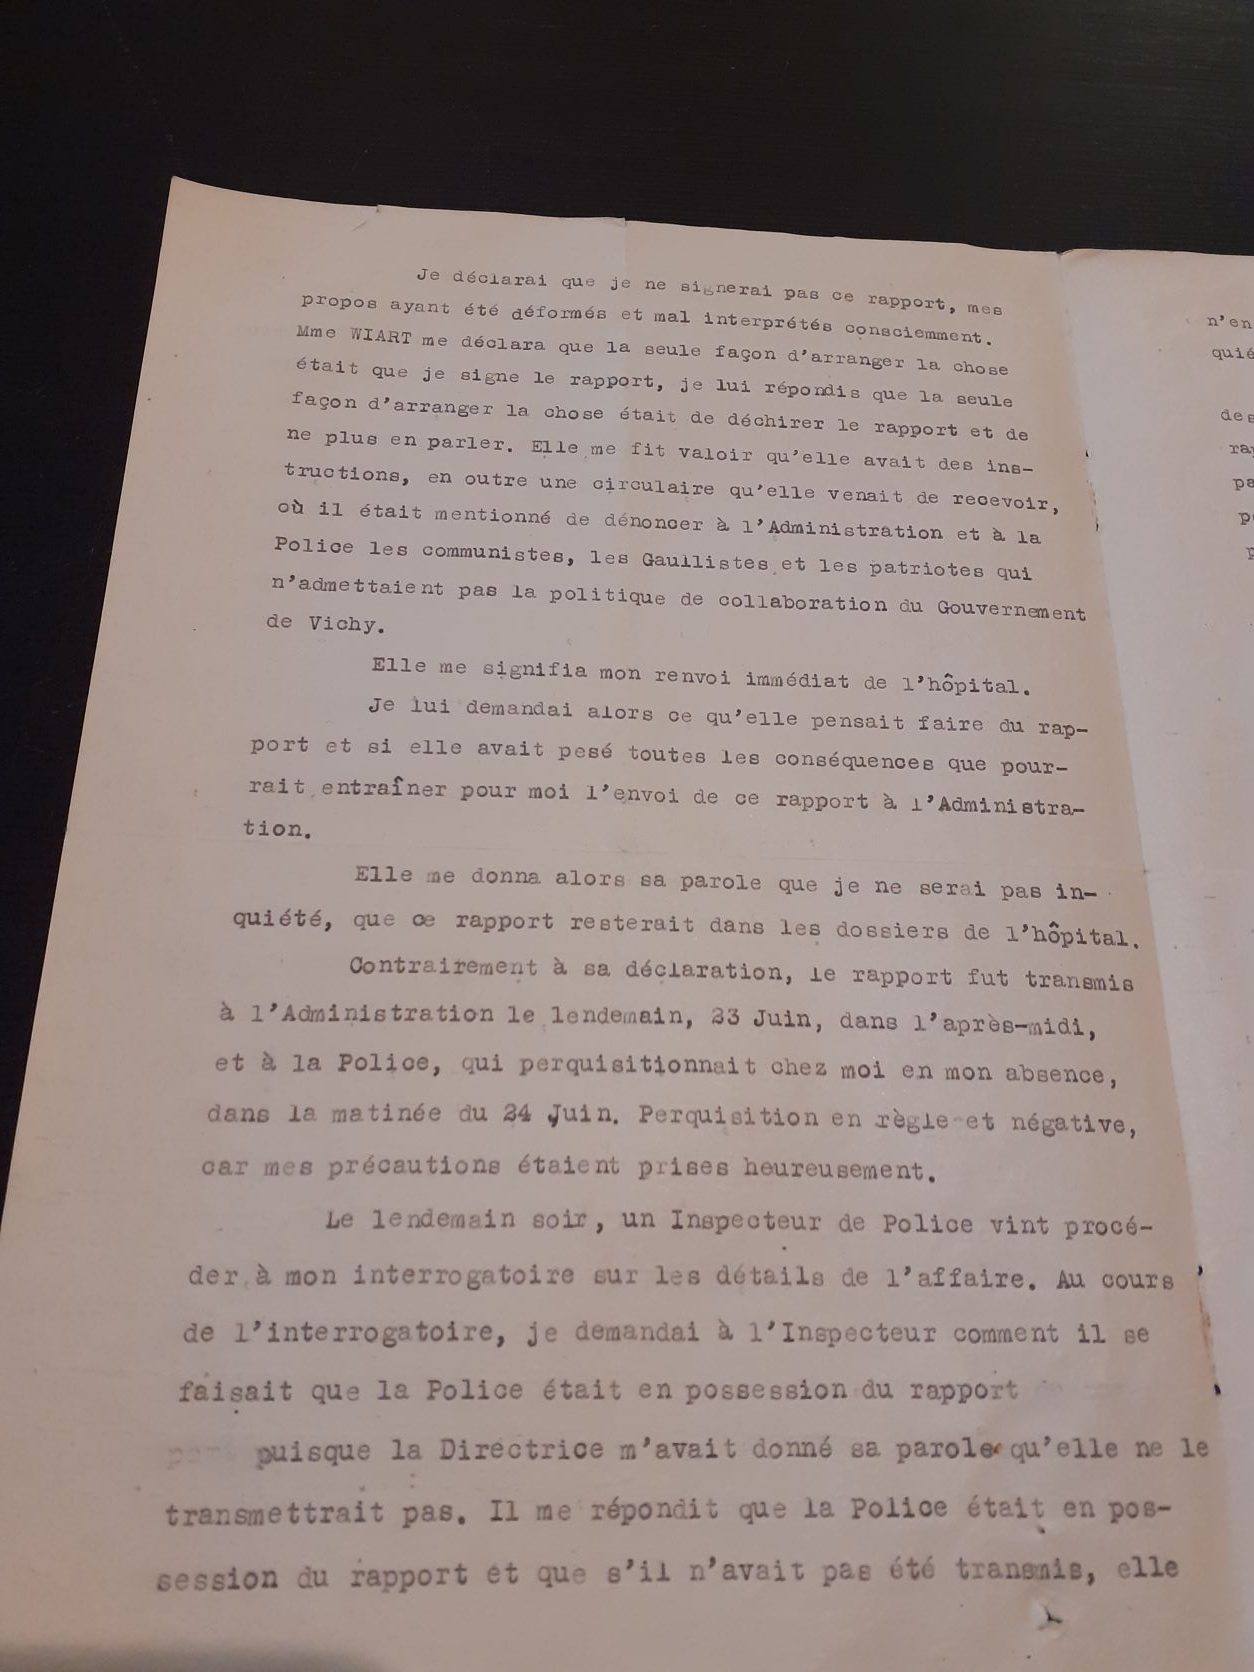 Je déclarai que je ne signerai pas ce rapport, mes
propos ayant été déformés et mal interprétés consciemment.
Mme WIART me déclara que la seule façon d'arranger la chose
était que je signe le rapport, je lui répondis que la seule
façon d'arranger la chose était de déchirer le rapport et de
ne plus en parler. Elle me fit valoir qu'elle avait des ins-
tructions, en outre une circulaire qu'elle venait de recevoir,
où il était mentionné de dénoncer à l'Administration et à la
Police les communistes, les Gaullistes et les patriotes qui
n'admettaient pas la politique de collaboration du Gouvernement
de Vichy.
Elle me signifia mon renvoi immédiat de l'hôpital.
Je lui demandai alors ce qu'elle pensait faire du rap-
port et si elle avait pesé toutes les conséquences que pour-
rait entraîner pour moi l'envoi de ce rapport à l'Administra-
tion.
Elle me donna alors sa parole que je ne serai pas in-
quiété, que ce rapport resterait dans les dossiers de l'hôpital.
Contrairement à sa déclaration, le rapport fut transmis
à l'Administration le lendemain, 23 Juin, dans l'après-midi,
et à la Police, qui perquisitionnait chez moi en mon absence,
dans la matinée du 24 Juin. Perquisition en règle et négative,
car mes précautions étaient prises heureusement.
Le lendemain soir, un Inspecteur de Police vint procé-
der à mon interrogatoire sur les détails de l'affaire. Au cours
de l'interrogatoire, je demandai à l'Inspecteur comment il se
faisait que la Police était en possession du rapport
puisque la Directrice m'avait donné sa parole qu'elle ne le
transmettrait pas. Il me répondit que la Police était en pos-
session du rapport et que s'il n'avait pas été transmis, elle
n'en
quié
des